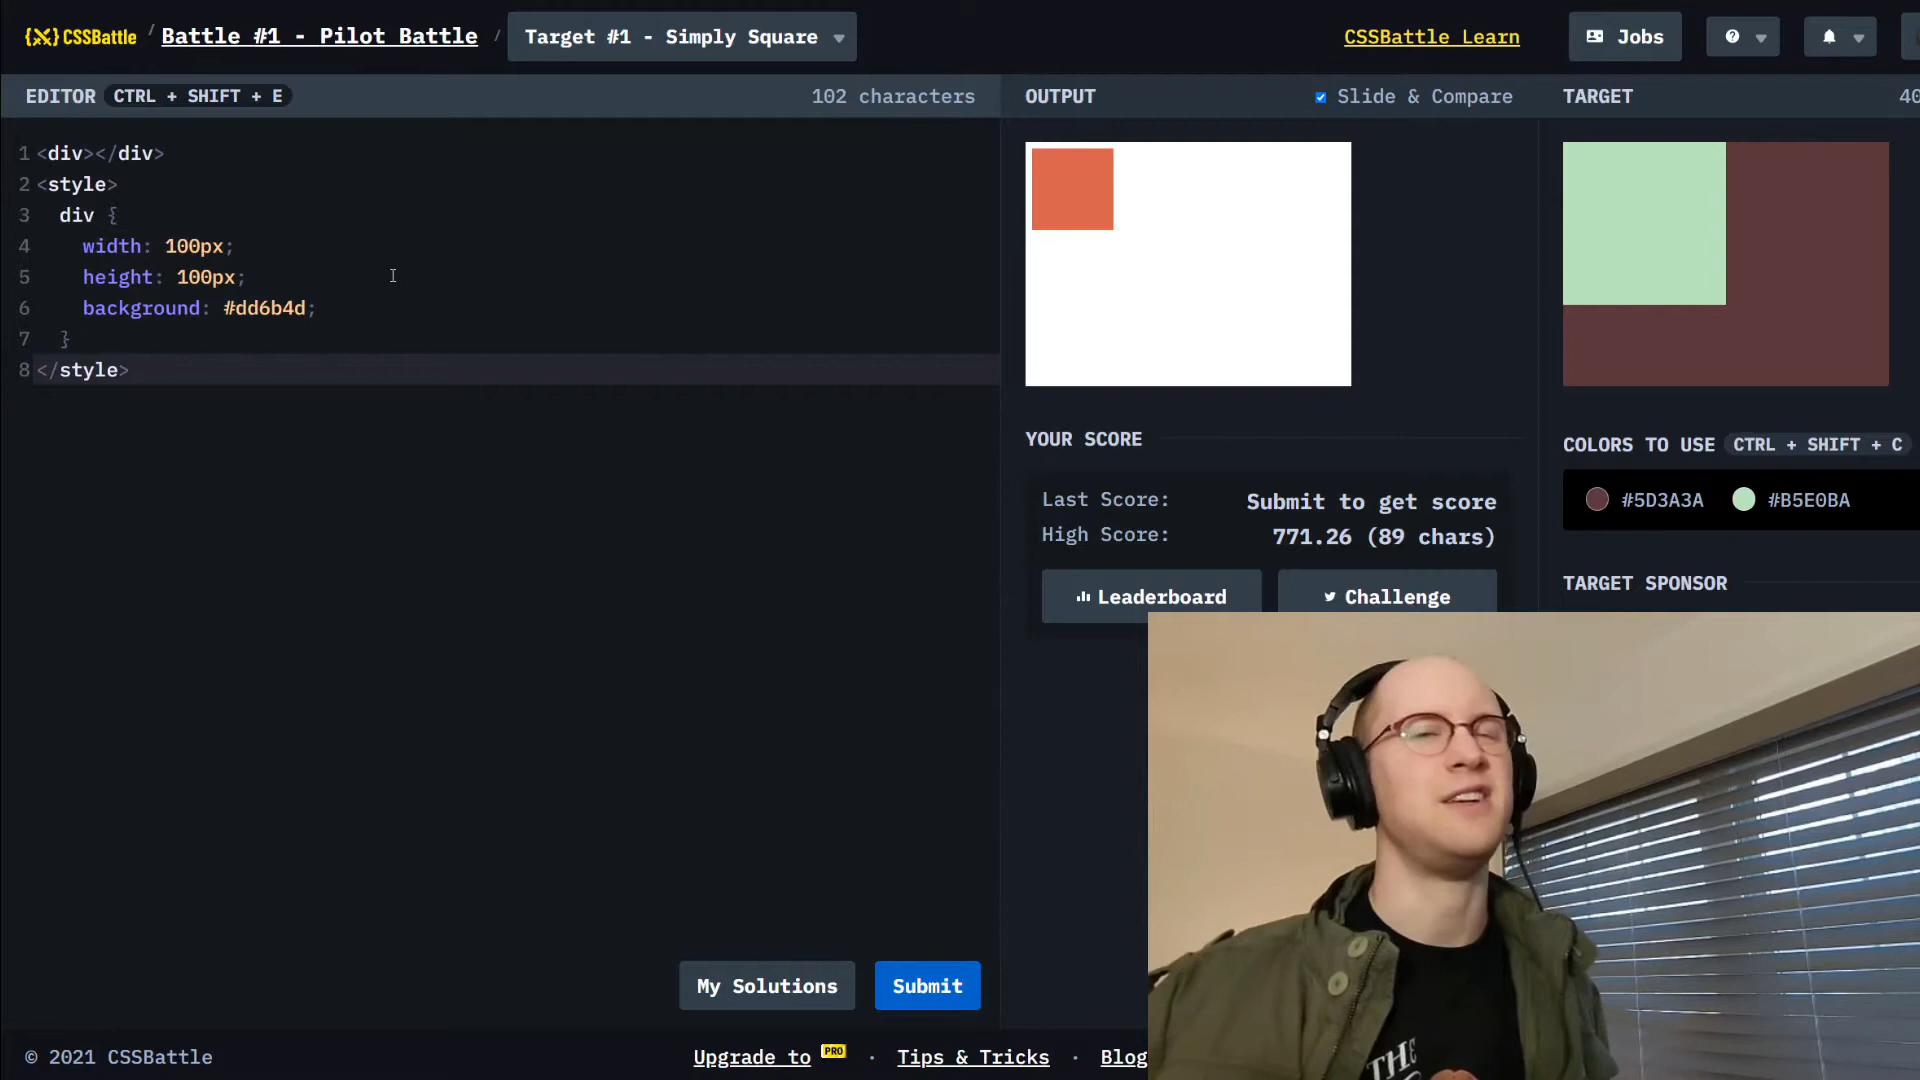 {X} CSSBattle / Battle #1 - Pilot Battle / Target #1 - Simply Square
CSSBattle Learn
Jobs
EDITOR CTRL + SHIFT + E
102 characters
1 <div></div>
2 <style>
3 div {
4 width: 100px;
5 height: 100px;
6 background: #dd6b4d;
7 }
8 </style>
My Solutions
Submit
OUTPUT
Slide & Compare
YOUR SCORE
Last Score: Submit to get score
High Score: 771.26 (89 chars)
Leaderboard
Challenge
TARGET
40
COLORS TO USE CTRL + SHIFT + C
#5D3A3A #B5E0BA
TARGET SPONSOR
THE
© 2021 CSSBattle
Upgrade to PRO · Tips & Tricks · Blog